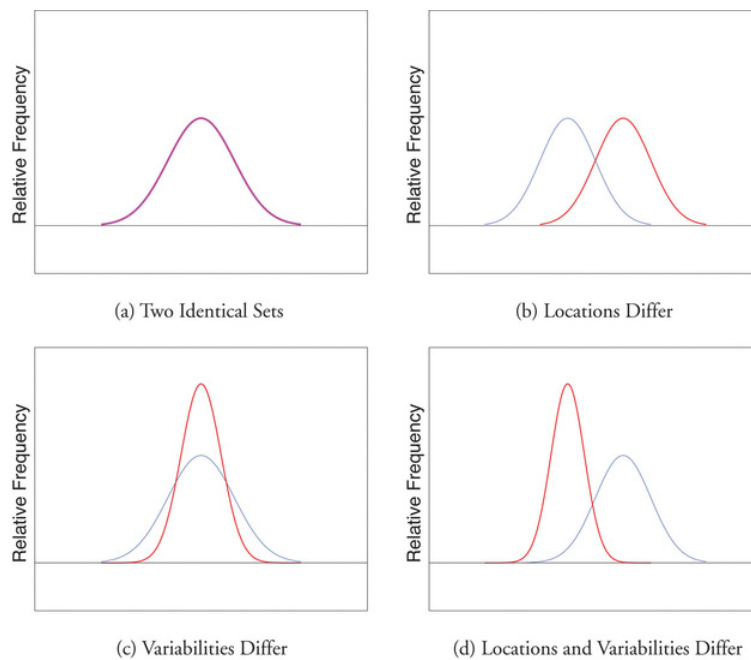 Relative Frequency
Relative Frequency
(a) Two Identical Sets
(b) Locations Differ
Relative Frequency
Relative Frequency
(c) Variabilities Differ
(d) Locations and Variabilities Differ